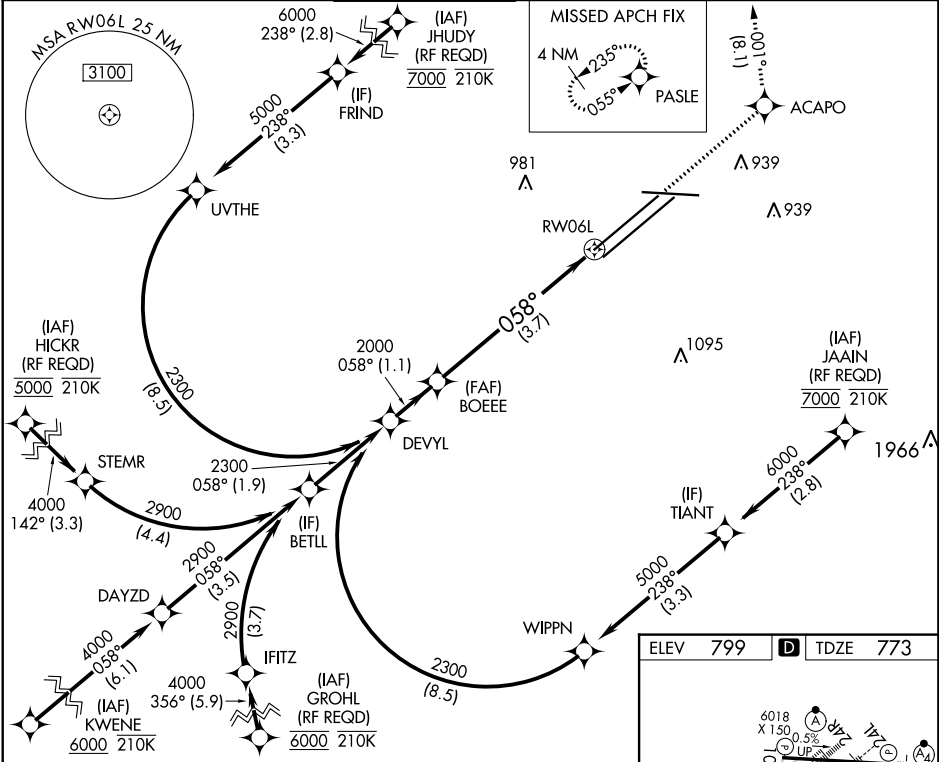 MSA RW06L 25 NM
3100
6000
238° (2.8)
(IAF)
JHUDY
(RF REQD)
7000 210K
(IF)
FRIND
5000
238°
(3.3)
UVTHE
MISSED APCH FIX
4 NM
235°
055°
PASLE
001°
(8.1)
ACAPO
981
939
939
RW06L
058°
(3.7)
1095
2000
058° (1.1)
(FAF)
BOEEE
DEVYL
2300
(8.5)
(IAF)
HICKR
(RF REQD)
5000 210K
STEMR
4000
142° (3.3)
2900
(4.4)
2300
058° (1.9)
(IF)
BETLL
2900
058°
(3.5)
DAYZD
4000
058°
(6.1)
(IAF)
KWENE
6000 210K
2900
(3.7)
IFITZ
4000
356° (5.9)
(IAF)
GROHL
(RF REQD)
6000 210K
(IAF)
JAAIN
(RF REQD)
7000 210K
1966
6000
238°
(2.8)
(IF)
TIANT
5000
238°
(3.3)
WIPPN
2300
(8.5)
ELEV 799 D TDZE 773
6018
X 150
A
P
0.5%
UP
24R
24L
P
A4
10